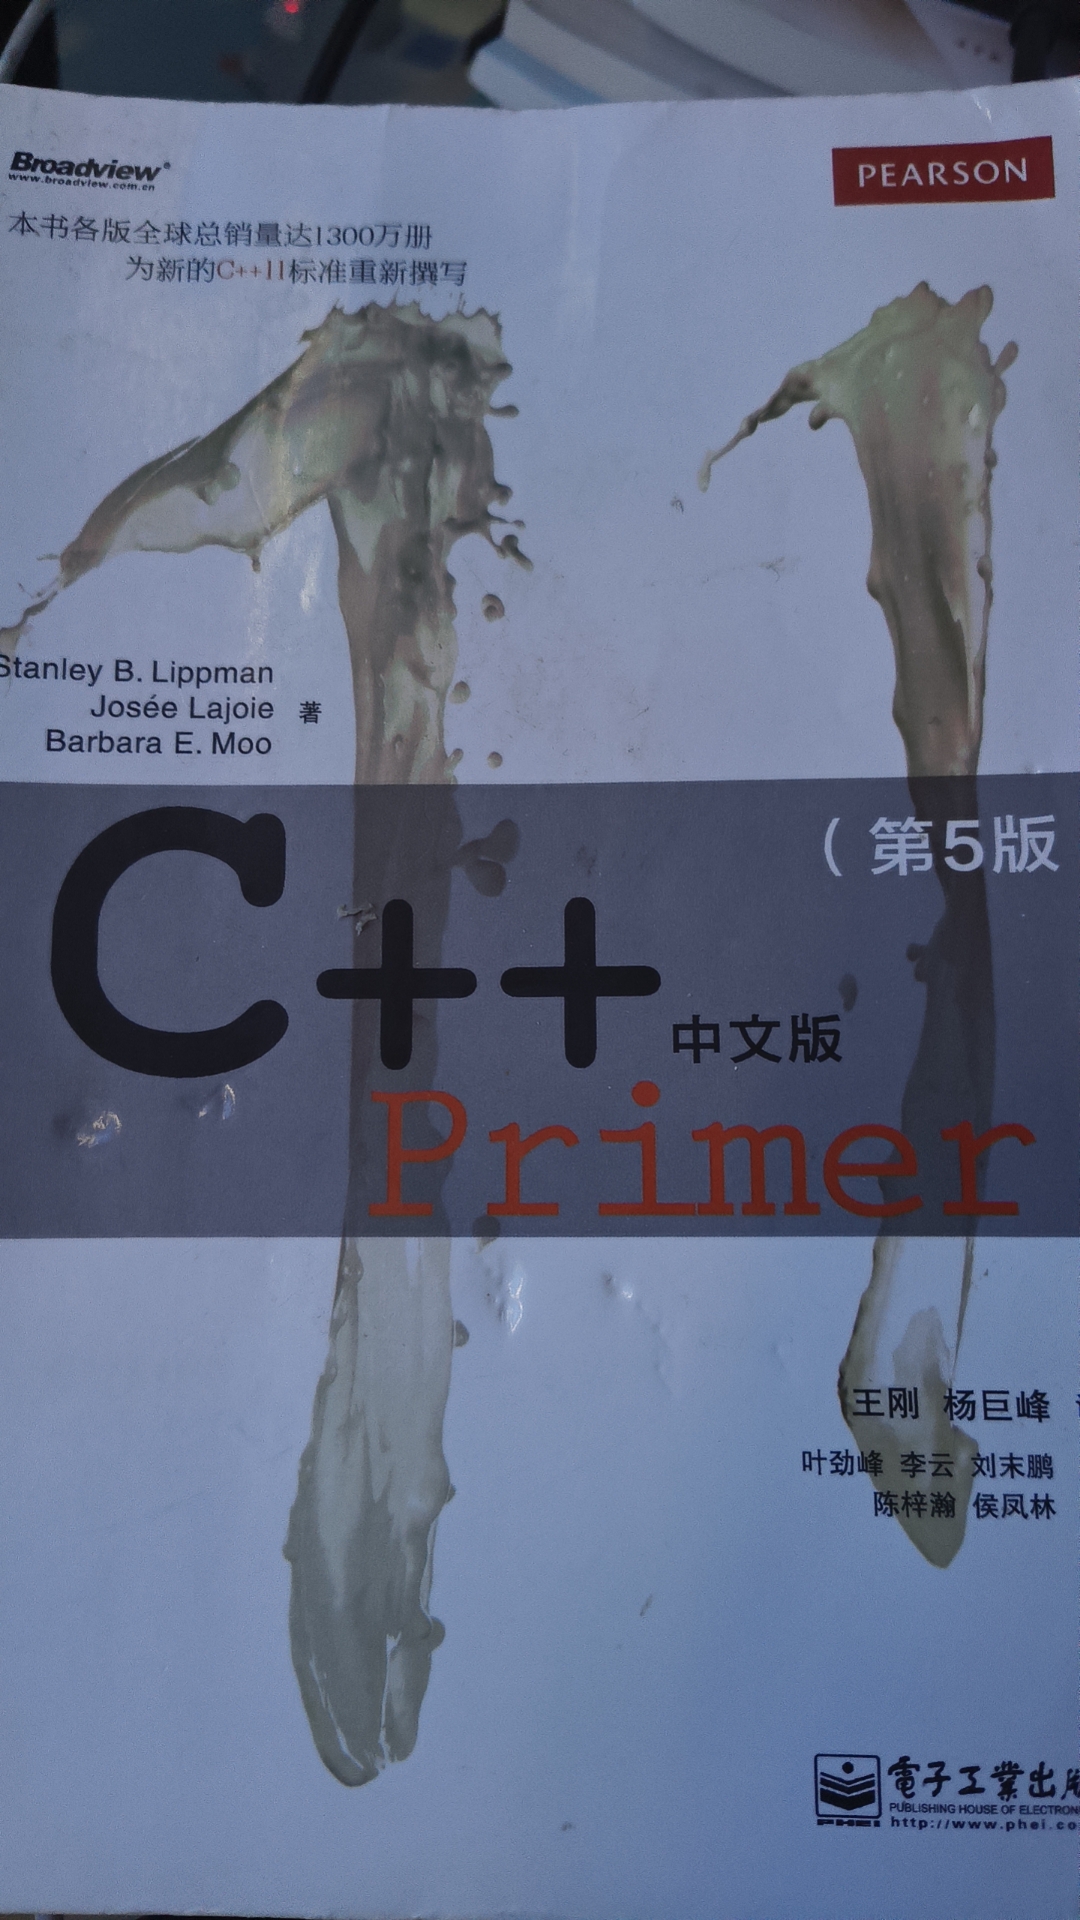 Broadview®
www.broadview.com.cn
PEARSON
本书各版全球总销量达1300万册
为新的C++11标准重新撰写
Stanley B. Lippman
Josée Lajoie 著
Barbara E. Moo
(第5版
C++ 中文版
Primer
王刚 杨巨峰
叶劲峰 李云 刘未鹏
陈梓瀚 侯凤林
電子工業出版
PUBLISHING HOUSE OF ELECTRON
PHEI http://www.phei.co